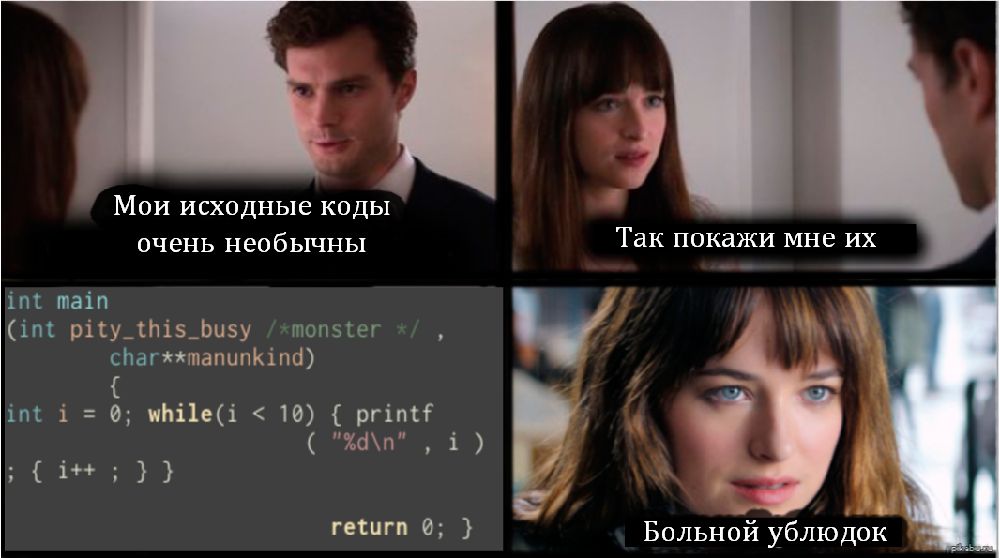 Мои исходные коды
очень необычны
Так покажи мне их
int main
(int pity_this_busy /*monster */ ,
char**manunkind)
{
int i = 0; while(i < 10) { printf
( "%d\n" , i )
; { i++ ; } }
return 0; }
Больной ублюдок
pikabu.ru